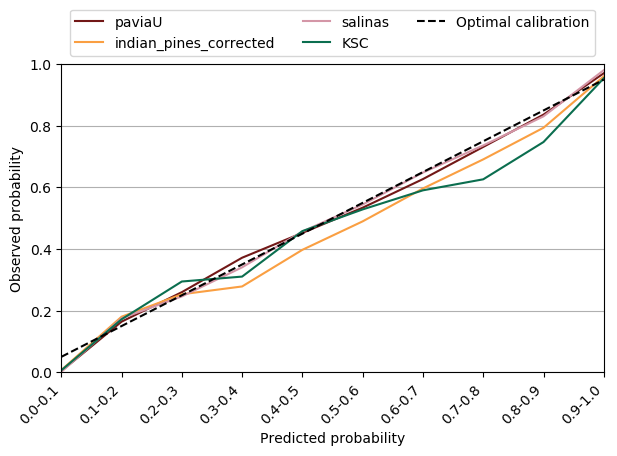 paviaU
indian_pines_corrected
salinas
KSC
Optimal calibration
1.0
0.8
0.6
0.4
0.2
0.0
Observed probability
0.0-0.1
0.1-0.2
0.2-0.3
0.3-0.4
0.4-0.5
0.5-0.6
0.6-0.7
0.7-0.8
0.8-0.9
0.9-1.0
Predicted probability